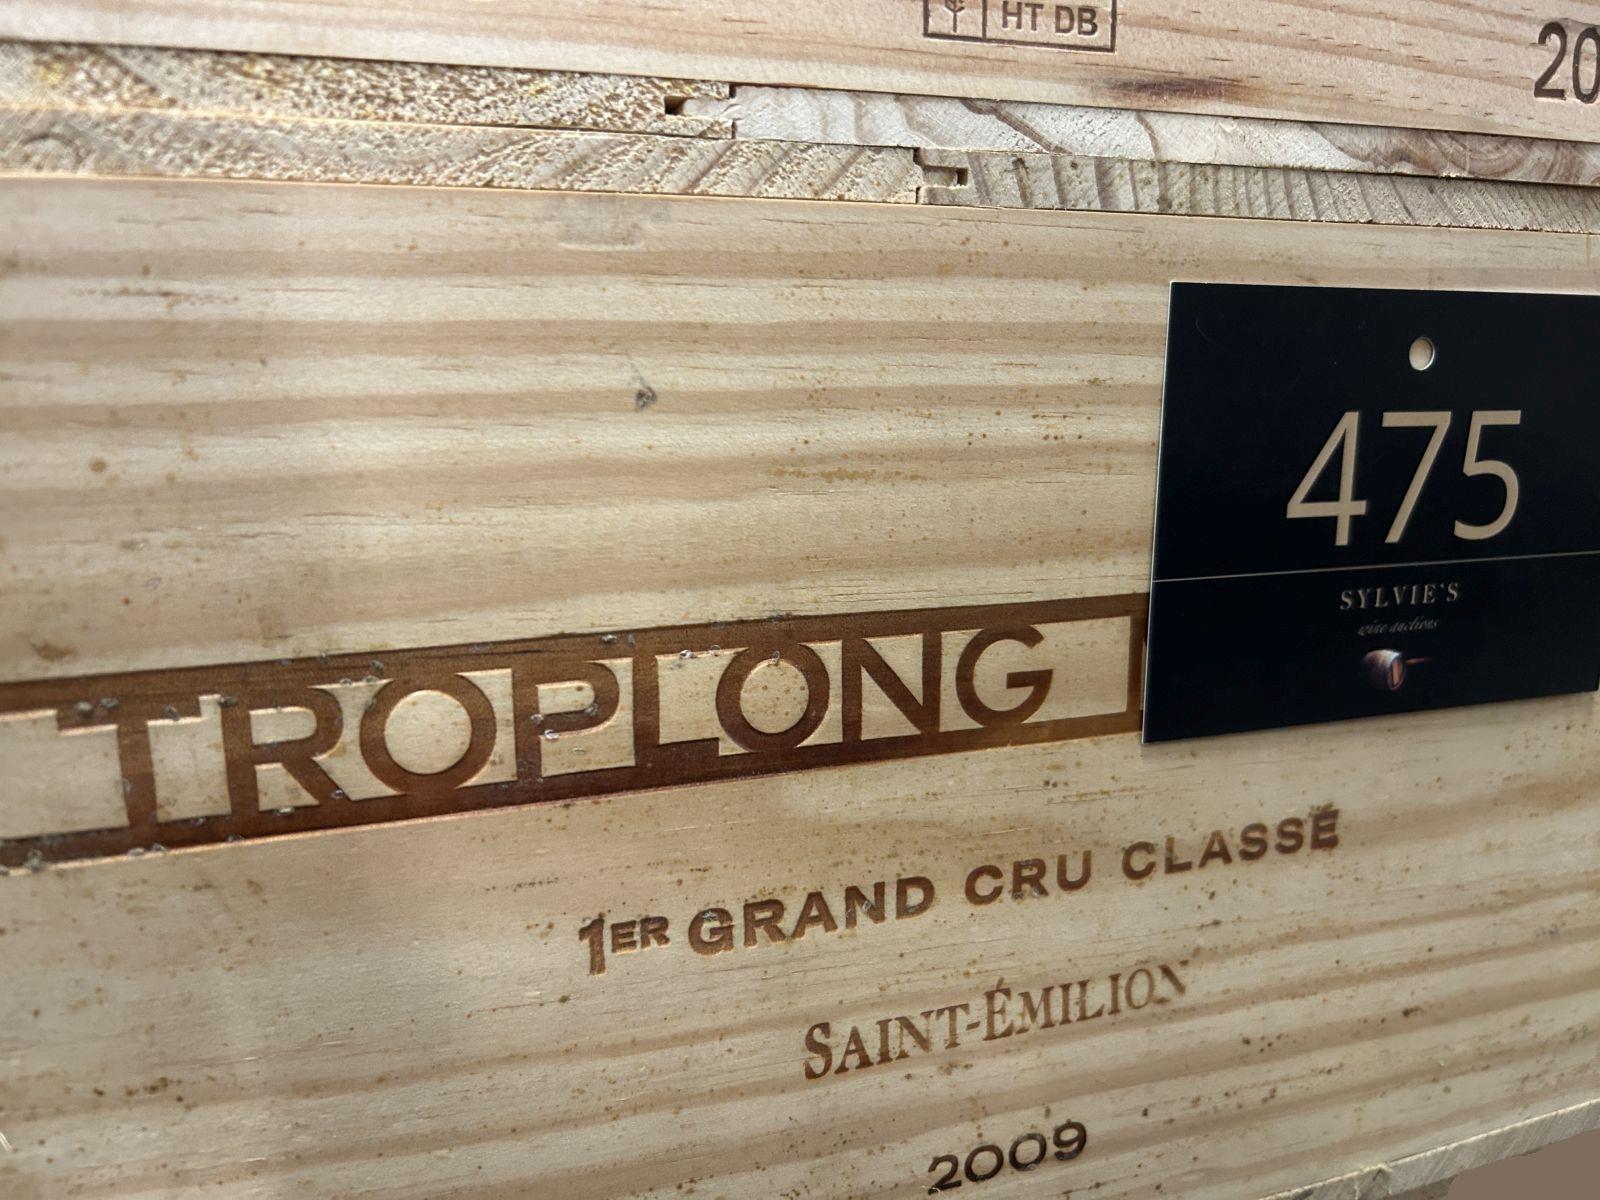 HT DB
20
475
SYLVIE'S
wine auctions
TROPLONG
1ER GRAND CRU CLASSÉ
SAINT-ÉMILION
2009